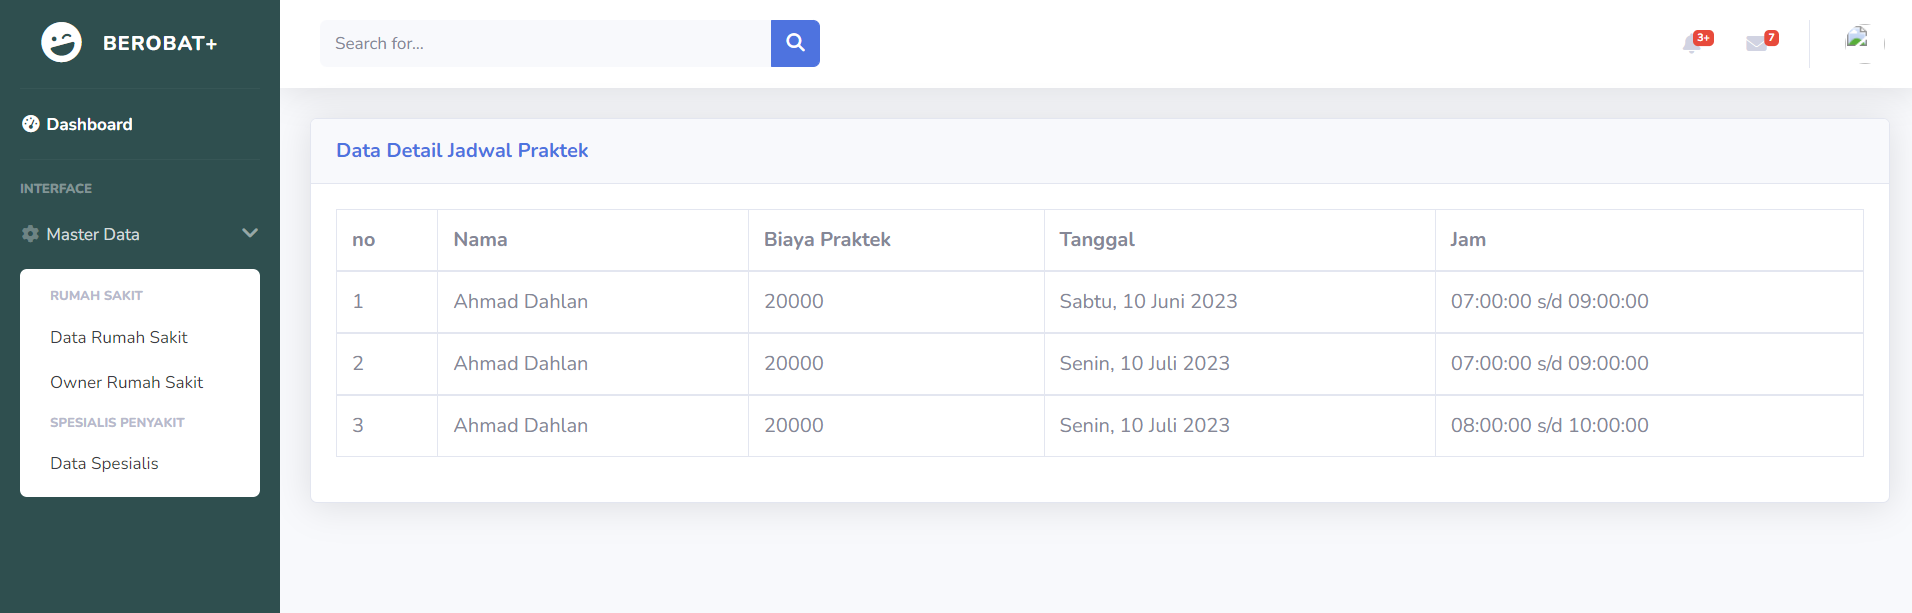 BEROBAT+
Search for...
3+
7
Dashboard
INTERFACE
Master Data
RUMAH SAKIT
Data Rumah Sakit
Owner Rumah Sakit
SPESIALIS PENYAKIT
Data Spesialis
Data Detail Jadwal Praktek
no Nama Biaya Praktek Tanggal Jam
1 Ahmad Dahlan 20000 Sabtu, 10 Juni 2023 07:00:00 s/d 09:00:00
2 Ahmad Dahlan 20000 Senin, 10 Juli 2023 07:00:00 s/d 09:00:00
3 Ahmad Dahlan 20000 Senin, 10 Juli 2023 08:00:00 s/d 10:00:00